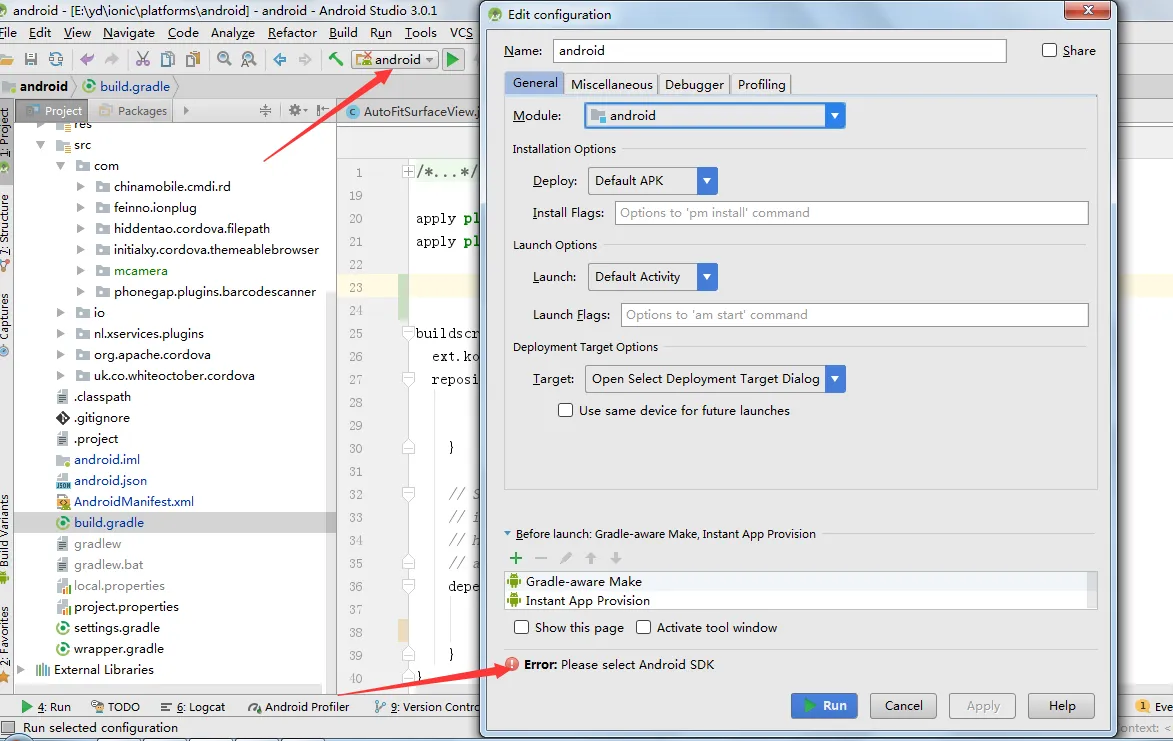 android - [E:\yd\ionic\platforms\android] - android - Android Studio 3.0.1
File Edit View Navigate Code Analyze Refactor Build Run Tools VCS
android
android build.gradle
Project Packages
AutoFitSurfaceView.j
1: Project
7: Structure
Captures
Build Variants
2: Favorites
res
src
com
chinamobile.cmdi.rd
feinno.ionplug
hiddentao.cordova.filepath
initialxy.cordova.themeablebrowser
mcamera
phonegap.plugins.barcodescanner
io
nl.xservices.plugins
org.apache.cordova
uk.co.whiteoctober.cordova
.classpath
.gitignore
.project
android.iml
android.json
AndroidManifest.xml
build.gradle
gradlew
gradlew.bat
local.properties
project.properties
settings.gradle
wrapper.gradle
External Libraries
1 /*...*/
19
20 apply pl
21 apply pl
22
23
24
25 buildscr
26 ext.ko
27 reposi
28
29
30 }
31
32 // S
33 // i
34 // h
35 // a
36 depe
37
38
39 }
40 }
4: Run TODO 6: Logcat Android Profiler 9: Version Contro
Run selected configuration
Edit configuration
Name: android Share
General Miscellaneous Debugger Profiling
Module: android
Installation Options
Deploy: Default APK
Install Flags: Options to 'pm install' command
Launch Options
Launch: Default Activity
Launch Flags: Options to 'am start' command
Deployment Target Options
Target: Open Select Deployment Target Dialog
Use same device for future launches
Before launch: Gradle-aware Make, Instant App Provision
Gradle-aware Make
Instant App Provision
Show this page Activate tool window
Error: Please select Android SDK
Run Cancel Apply Help
1 Eve
ontext: <